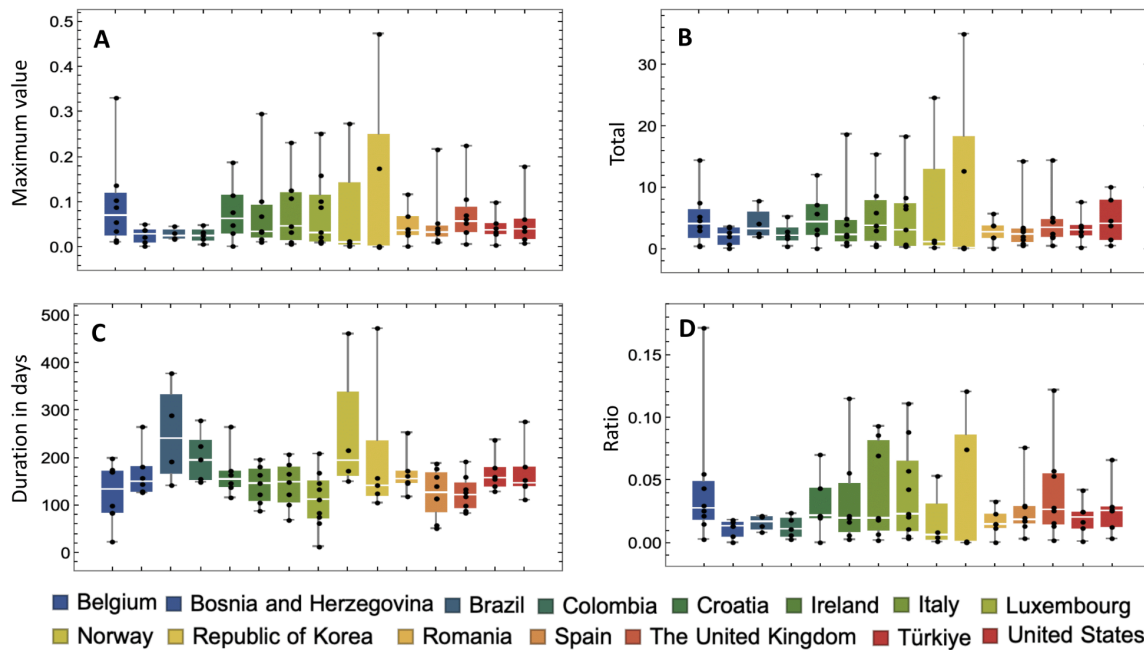 A
Maximum value
0.5
0.4
0.3
0.2
0.1
0.0
B
Total
30
20
10
0
C
Duration in days
500
400
300
200
100
0
D
Ratio
0.15
0.10
0.05
0.00
Belgium Bosnia and Herzegovina Brazil Colombia Croatia Ireland Italy Luxembourg
Norway Republic of Korea Romania Spain The United Kingdom Türkiye United States